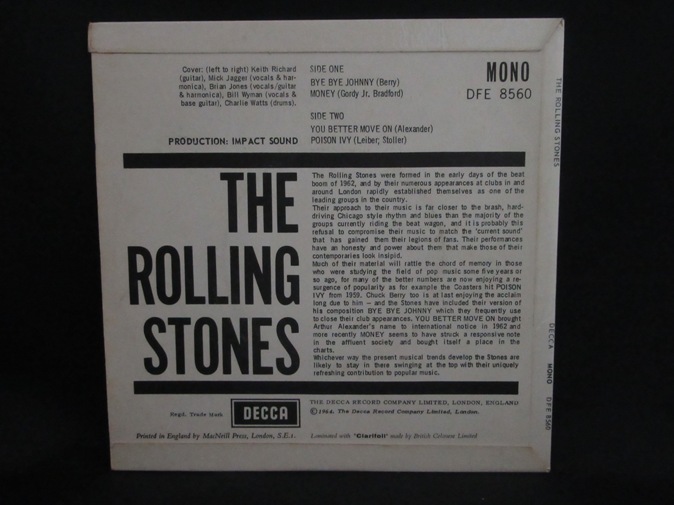 Cover: (left to right) Keith Richard
(guitar), Mick Jagger (vocals & har-
monica), Brian Jones (vocals/guitar
& harmonica), Bill Wyman (vocals &
base guitar), Charlie Watts (drums).
PRODUCTION: IMPACT SOUND
SIDE ONE
BYE BYE JOHNNY (Berry)
MONEY (Gordy Jr. Bradford)
SIDE TWO
YOU BETTER MOVE ON (Alexander)
POISON IVY (Leiber, Stoller)
MONO
DFE 8560
THE
ROLLING
STONES
The Rolling Stones were formed in the early days of the beat
boom of 1962, and by their numerous appearances at clubs in and
around London rapidly established themselves as one of the
leading groups in the country.
Their approach to their music is far closer to the brash, hard-
driving Chicago style rhythm and blues than the majority of the
groups currently riding the beat wagon, and it is probably this
refusal to compromise their music to match the 'current sound'
that has gained them their legions of fans. Their performances
have an honesty and power about them that make those of their
contemporaries look insipid.
Much of their material will rattle the chord of memory in those
who were studying the field of pop music some five years or
so ago, for many of the better numbers are now enjoying a re-
surgence of popularity as for example the Coasters hit POISON
IVY from 1959. Chuck Berry too is at last enjoying the acclaim
long due to him – and the Stones have included their version of
his composition BYE BYE JOHNNY which they frequently use
to close their club appearances. YOU BETTER MOVE ON brought
Arthur Alexander's name to international notice in 1962 and
more recently MONEY seems to have struck a responsive note
in the affluent society and bought itself a place in the
charts.
Whichever way the present musical trends develop the Stones are
likely to stay in there swinging at the top with their uniquely
refreshing contribution to popular music.
Regd. Trade Mark
DECCA
THE DECCA RECORD COMPANY LIMITED, LONDON, ENGLAND
©1964. The Decca Record Company Limited, London.
Printed in England by MacNeill Press, London, S.E.1.
Laminated with "Clarifoil" made by British Celanese Limited
THE ROLLING STONES
DECCA MONO DFE 8560